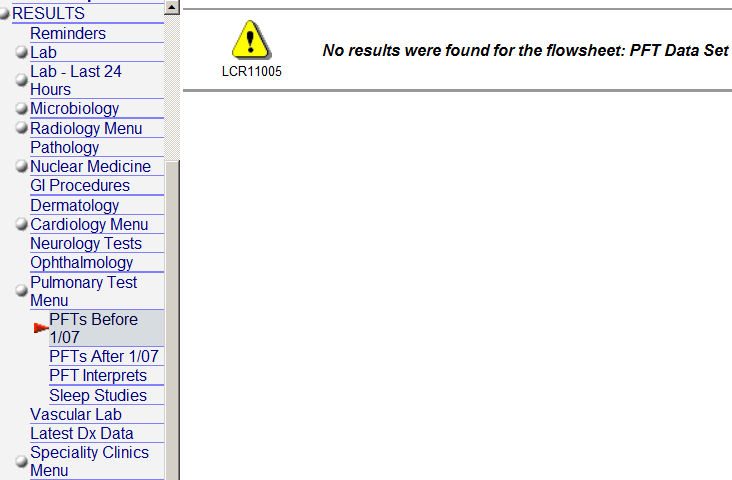 RESULTS
Reminders
Lab
Lab - Last 24
Hours
Microbiology
Radiology Menu
Pathology
Nuclear Medicine
GI Procedures
Dermatology
Cardiology Menu
Neurology Tests
Ophthalmology
Pulmonary Test
Menu
PFTs Before
1/07
PFTs After 1/07
PFT Interprets
Sleep Studies
Vascular Lab
Latest Dx Data
Speciality Clinics
Menu
No results were found for the flowsheet: PFT Data Set
LCR11005